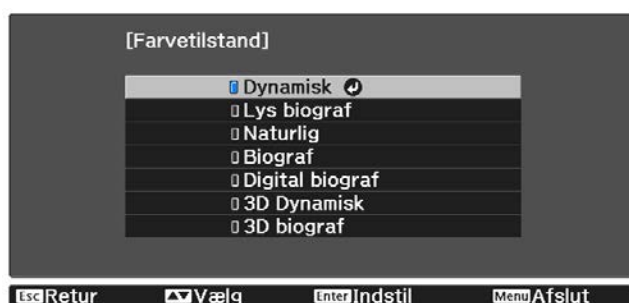 [Farvetilstand]
Dynamisk
Lys biograf
Naturlig
Biograf
Digital biograf
3D Dynamisk
3D biograf
Esc Retur Vælg Enter Indstil Menu Afslut